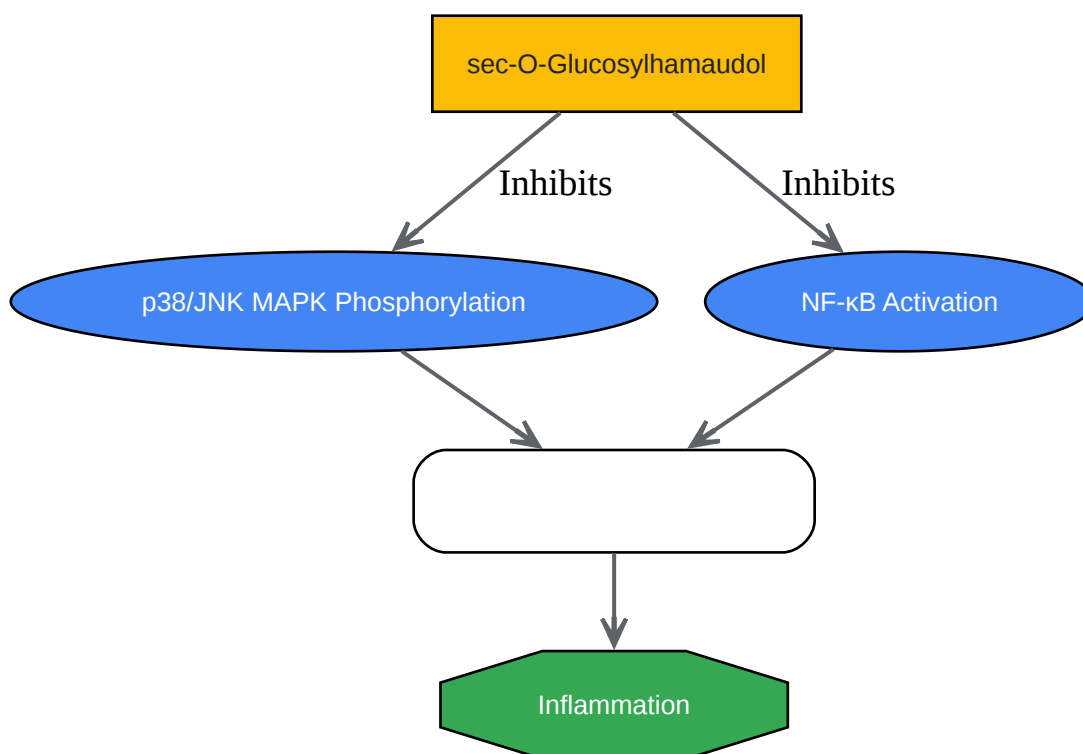 sec-O-Glucosylhamaudol
Inhibits
Inhibits
p38/JNK MAPK Phosphorylation
NF-κB Activation
Inflammation